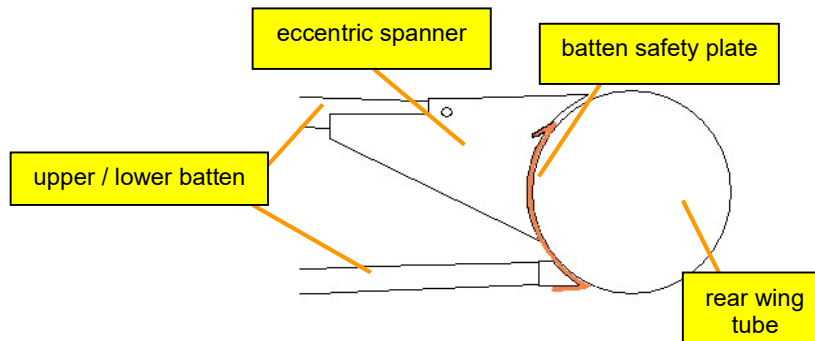 eccentric spanner
batten safety plate
upper / lower batten
rear wing
tube